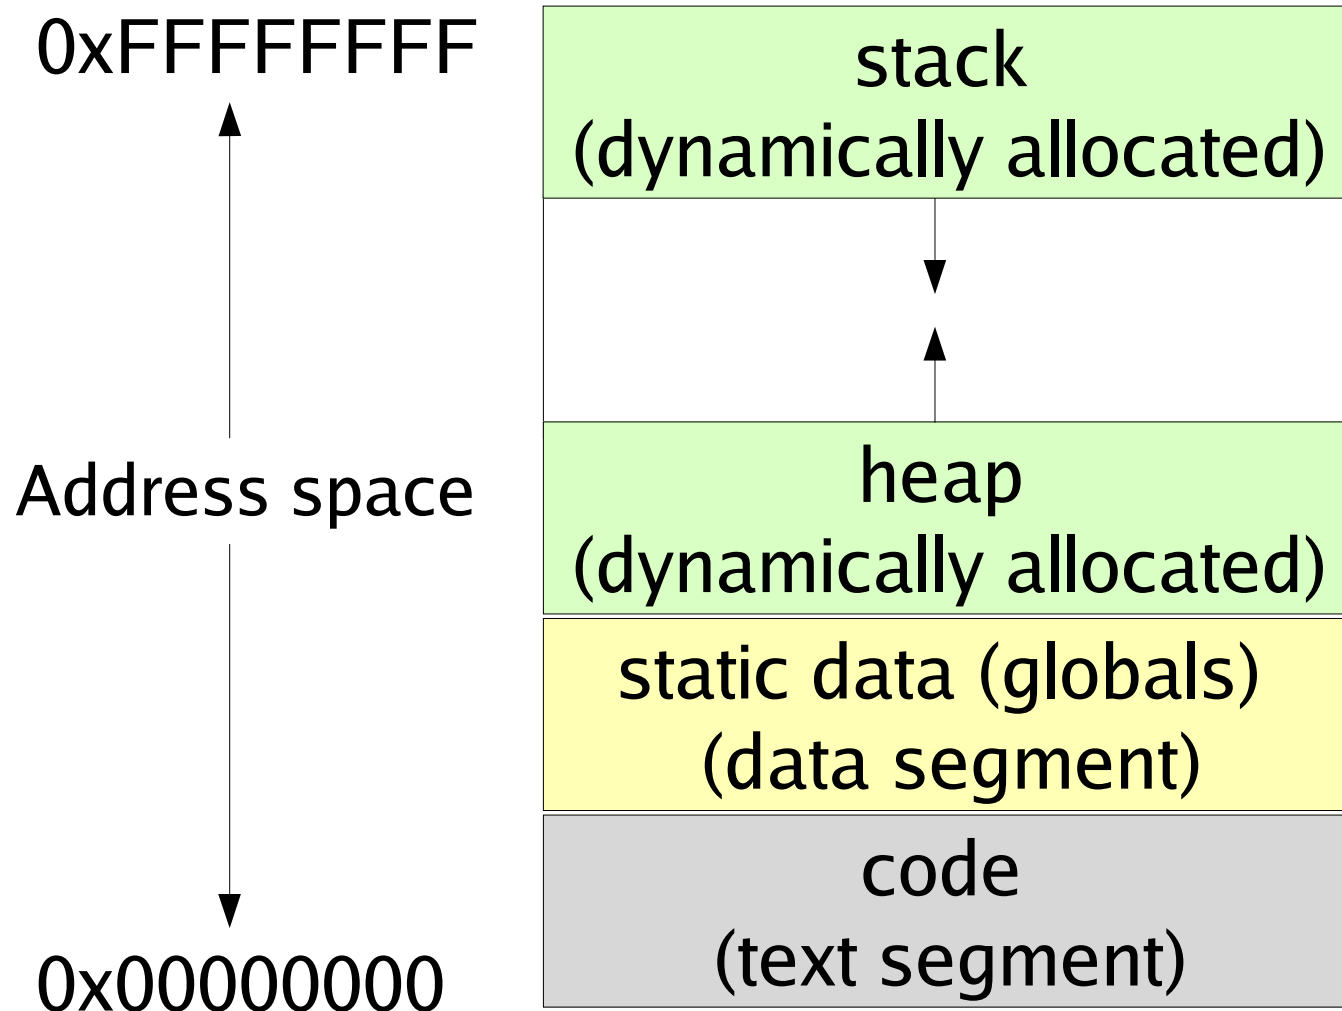 0xFFFFFFFF
stack
(dynamically allocated)
Address space
heap
(dynamically allocated)
static data (globals)
(data segment)
code
(text segment)
0x00000000